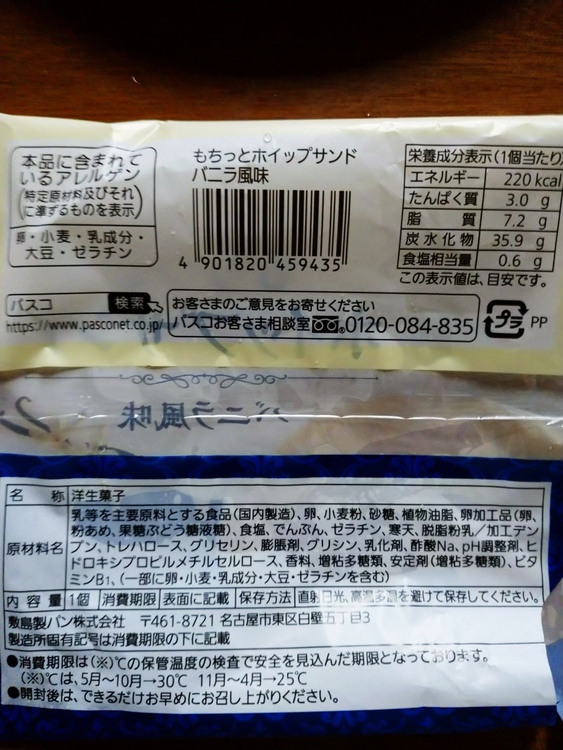 本品に含まれて
いるアレルゲン
(特定原材料及びそれ
に準ずるものを表示)
卵・小麦・乳成分・
大豆・ゼラチン
もちっとホイップサンド
バニラ風味
4 901820 459435
栄養成分表示(1個当たり)
エネルギー 220 kcal
たんぱく質 3.0 g
脂質 7.2 g
炭水化物 35.9 g
食塩相当量 0.6 g
この表示値は、目安です。
パスコ 検索
https://www.pasconet.co.jp/
お客さまのご意見をお寄せください
パスコお客さま相談室 0120-084-835
プラ PP
バニラ風味
名称 洋生菓子
原材料名 乳等を主要原料とする食品(国内製造)、卵、小麦粉、砂糖、植物油脂、卵加工品(卵、
粉あめ、果糖ぶどう糖液糖)、食塩、でんぷん、ゼラチン、寒天、脱脂粉乳/加工デン
プン、トレハロース、グリセリン、膨脹剤、グリシン、乳化剤、酢酸Na、pH調整剤、ヒ
ドロキシプロピルメチルセルロース、香料、増粘多糖類、安定剤(増粘多糖類)、ビタ
ミンB1、(一部に卵・小麦・乳成分・大豆・ゼラチンを含む)
内容量 1個 消費期限 表面に記載 保存方法 直射日光、高温多湿を避けて保存してください。
敷島製パン株式会社 〒461-8721 名古屋市東区白壁五丁目3
製造所固有記号は消費期限の下に記載
●消費期限は(※)℃の保管温度の検査で安全を見込んだ期限となっております。
(※)℃は、5月〜10月→30℃ 11月〜4月→25℃
●開封後は、できるだけお早めにお召し上がりください。